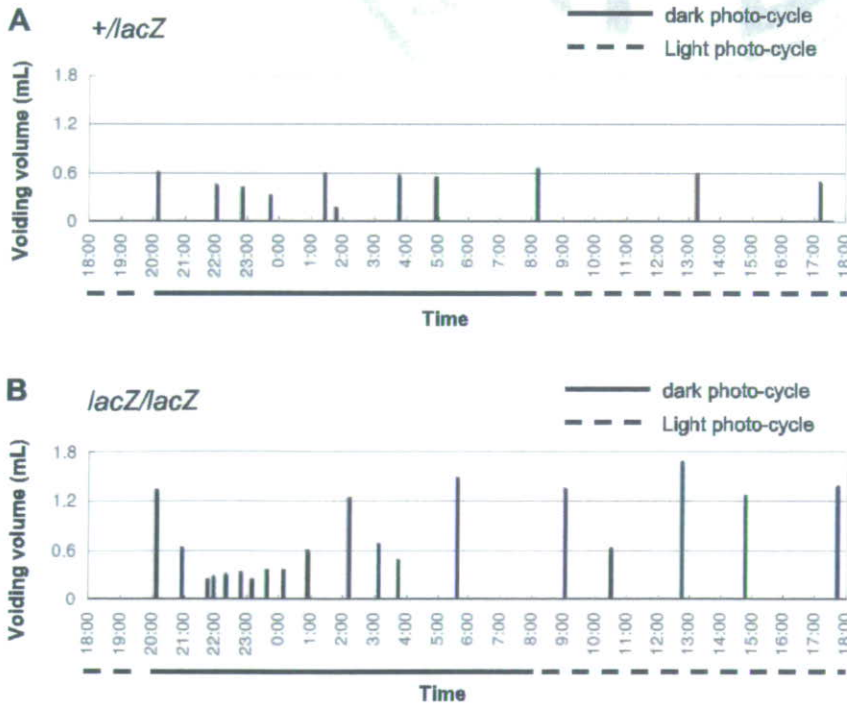 A
+/lacZ
dark photo-cycle
Light photo-cycle
Voiding volume (mL)
1.8
1.2
0.6
0
18:00 19:00 20:00 21:00 22:00 23:00 0:00 1:00 2:00 3:00 4:00 5:00 6:00 7:00 8:00 9:00 10:00 11:00 12:00 13:00 14:00 15:00 16:00 17:00 18:00
Time
B
lacZ/lacZ
dark photo-cycle
Light photo-cycle
Voiding volume (mL)
1.8
1.2
0.6
0
18:00 19:00 20:00 21:00 22:00 23:00 0:00 1:00 2:00 3:00 4:00 5:00 6:00 7:00 8:00 9:00 10:00 11:00 12:00 13:00 14:00 15:00 16:00 17:00 18:00
Time